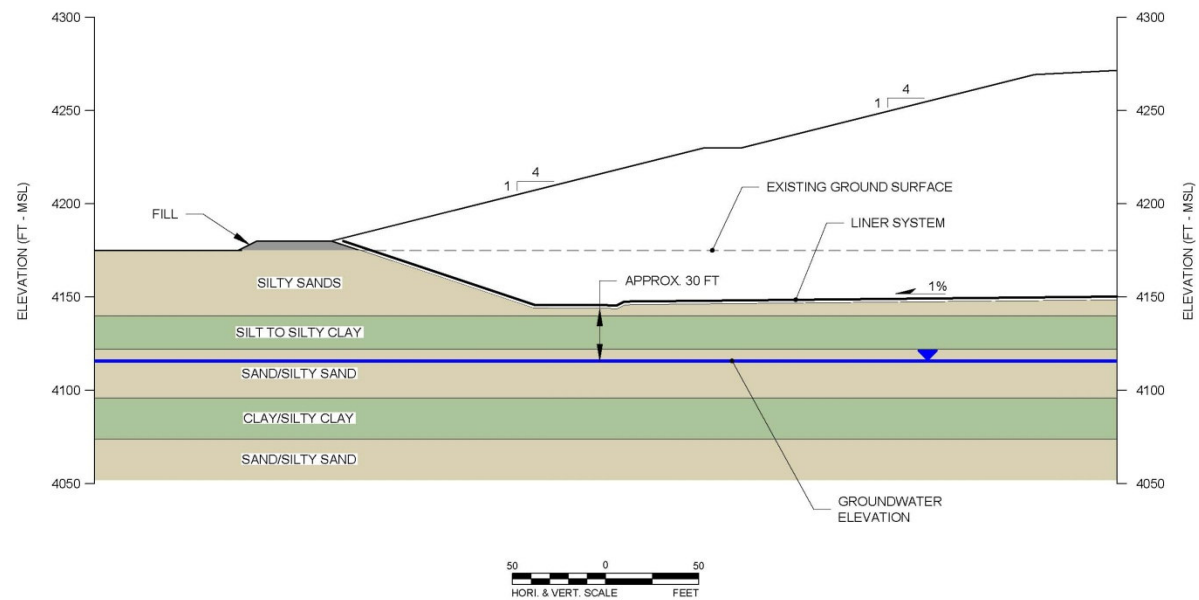 4300
4300
4
1
4250
4250
4
1
EXISTING GROUND SURFACE
ELEVATION (FT - MSL)
ELEVATION (FT - MSL)
4200
4200
FILL
LINER SYSTEM
SILTY SANDS
APPROX. 30 FT
1%
4150
4150
SILT TO SILTY CLAY
SAND/SILTY SAND
4100
4100
CLAY/SILTY CLAY
SAND/SILTY SAND
4050
4050
GROUNDWATER
ELEVATION
50
0
50
HORI. & VERT. SCALE
FEET